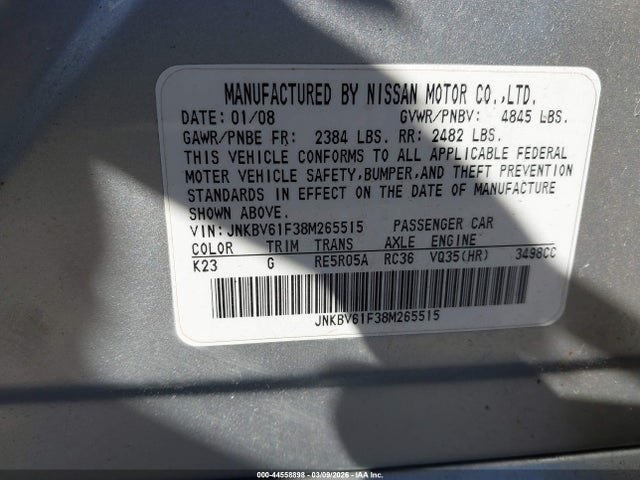 MANUFACTURED BY NISSAN MOTOR CO.,LTD.
DATE: 01/08 GVWR/PNBV: 4845 LBS.
GAWR/PNBE FR: 2384 LBS. RR: 2482 LBS.
THIS VEHICLE CONFORMS TO ALL APPLICABLE FEDERAL
MOTOR VEHICLE SAFETY,BUMPER,AND THEFT PREVENTION
STANDARDS IN EFFECT ON THE DATE OF MANUFACTURE
SHOWN ABOVE.
VIN: JNKBV61F38M265515 PASSENGER CAR
COLOR TRIM TRANS AXLE ENGINE
K23 G RE5R05A RC36 VQ35(HR) 3498CC
JNKBV61F38M265515
000-44558898 - 03/09/2026 - IAA Inc.